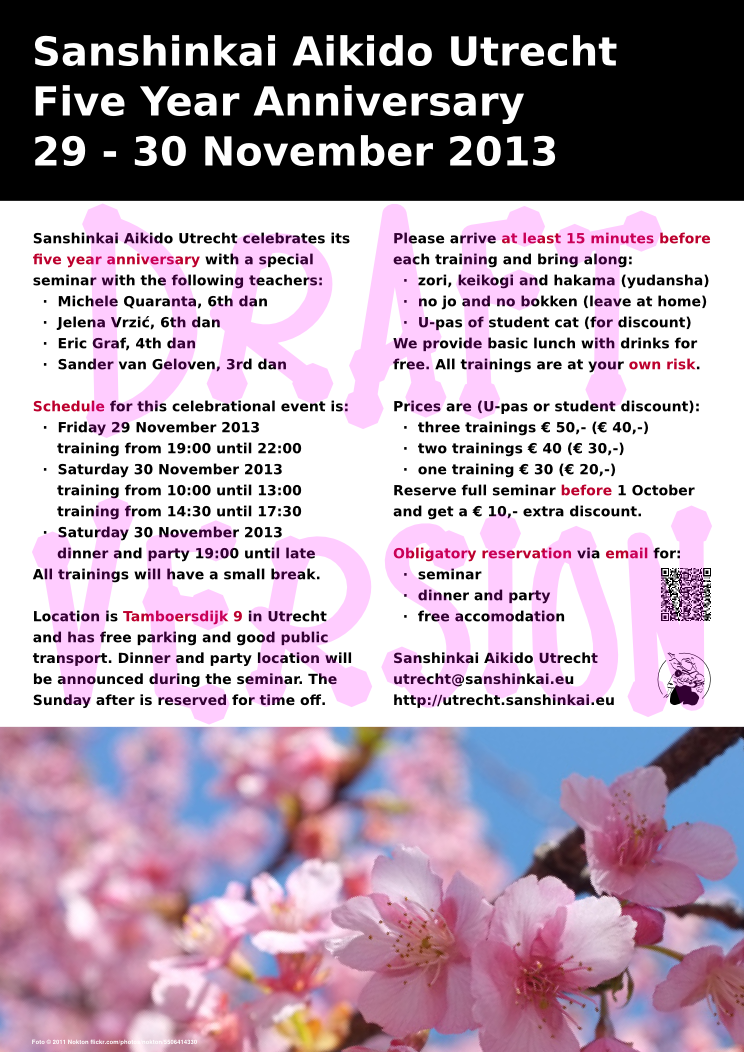 Sanshinkai Aikido Utrecht
Five Year Anniversary
29 - 30 November 2013
DRAFT
VERSION
Sanshinkai Aikido Utrecht celebrates its
five year anniversary with a special
seminar with the following teachers:
· Michele Quaranta, 6th dan
· Jelena Vrzić, 6th dan
· Eric Graf, 4th dan
· Sander van Geloven, 3rd dan
Schedule for this celebrational event is:
· Friday 29 November 2013
training from 19:00 until 22:00
· Saturday 30 November 2013
training from 10:00 until 13:00
training from 14:30 until 17:30
· Saturday 30 November 2013
dinner and party 19:00 until late
All trainings will have a small break.
Location is Tamboersdijk 9 in Utrecht
and has free parking and good public
transport. Dinner and party location will
be announced during the seminar. The
Sunday after is reserved for time off.
Please arrive at least 15 minutes before
each training and bring along:
· zori, keikogi and hakama (yudansha)
· no jo and no bokken (leave at home)
· U-pas of student cat (for discount)
We provide basic lunch with drinks for
free. All trainings are at your own risk.
Prices are (U-pas or student discount):
· three trainings € 50,- (€ 40,-)
· two trainings € 40 (€ 30,-)
· one training € 30 (€ 20,-)
Reserve full seminar before 1 October
and get a € 10,- extra discount.
Obligatory reservation via email for:
· seminar
· dinner and party
· free accomodation
Sanshinkai Aikido Utrecht
utrecht@sanshinkai.eu
http://utrecht.sanshinkai.eu
Foto © 2011 Nekton